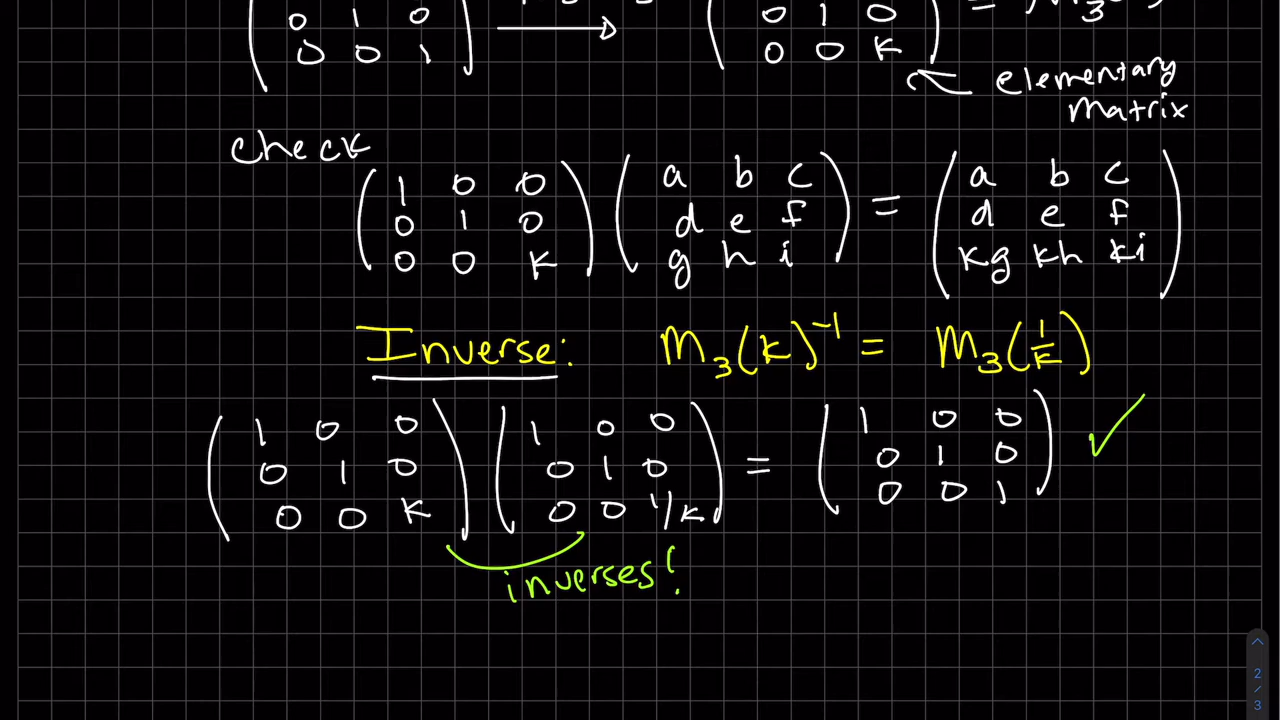 0 1 0 0 1 0 =
0 0 1 0 0 k
elementary
matrix
check
1 0 0 a b c a b c
0 1 0 d e f = d e f
0 0 k g h i kg kh ki
Inverse: M₃(k)⁻¹ = M₃(1/k)
1 0 0 1 0 0 1 0 0 ✓
0 1 0 0 1 0 = 0 1 0
0 0 k 0 0 1/k 0 0 1
inverses!
2
/
3